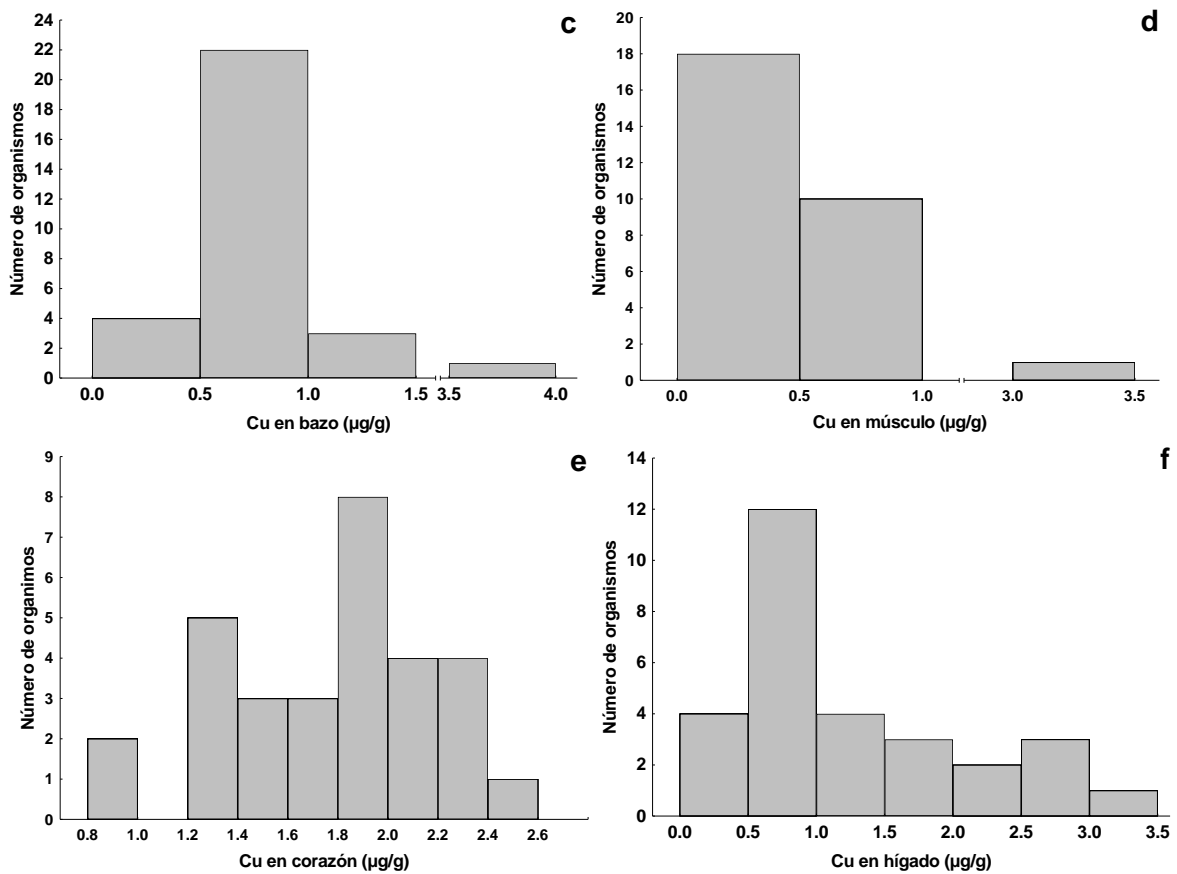 c
24
22
20
18
16
14
12
10
8
6
4
2
0
Número de organismos
0.0 0.5 1.0 1.5 3.5 4.0
Cu en bazo (µg/g)
d
20
18
16
14
12
10
8
6
4
2
0
Número de organismos
0.0 0.5 1.0 3.0 3.5
Cu en músculo (µg/g)
e
9
8
7
6
5
4
3
2
1
0
Número de organimos
0.8 1.0 1.2 1.4 1.6 1.8 2.0 2.2 2.4 2.6
Cu en corazón (µg/g)
f
14
12
10
8
6
4
2
0
Número de organismos
0.0 0.5 1.0 1.5 2.0 2.5 3.0 3.5
Cu en hígado (µg/g)